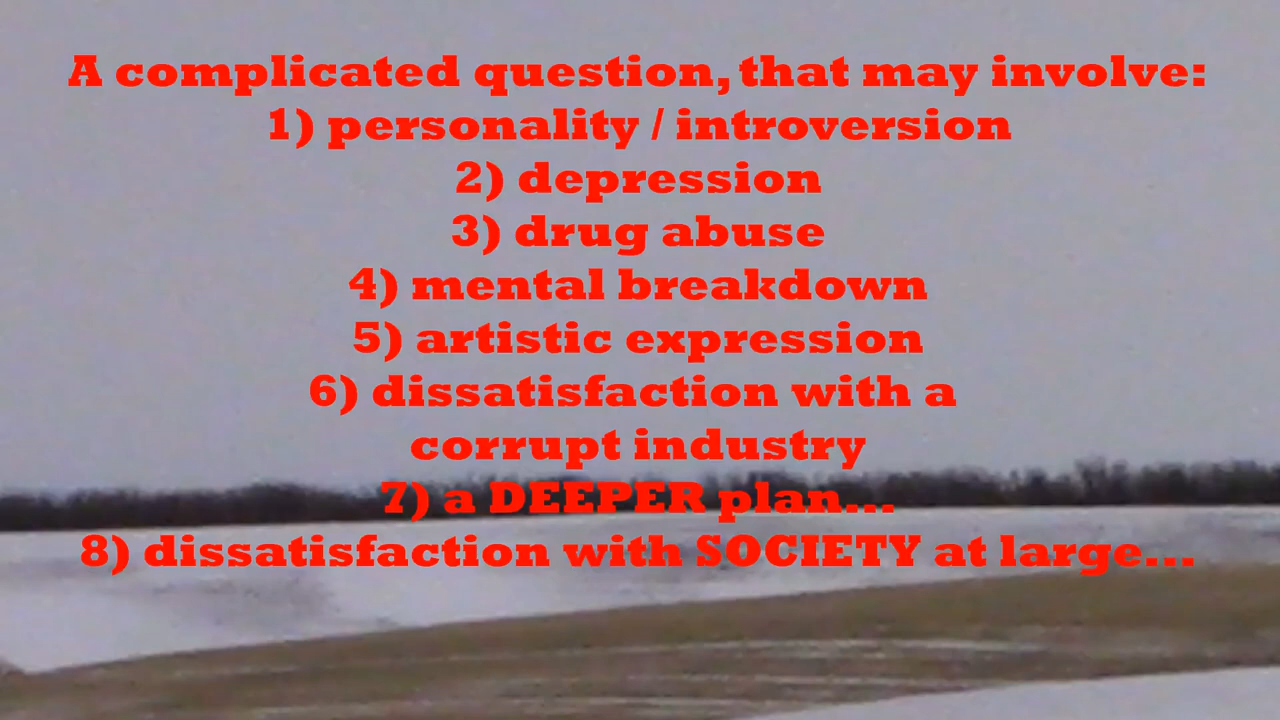 A complicated question, that may involve:
1) personality / introversion
2) depression
3) drug abuse
4) mental breakdown
5) artistic expression
6) dissatisfaction with a
corrupt industry
7) a DEEPER plan...
8) dissatisfaction with SOCIETY at large...